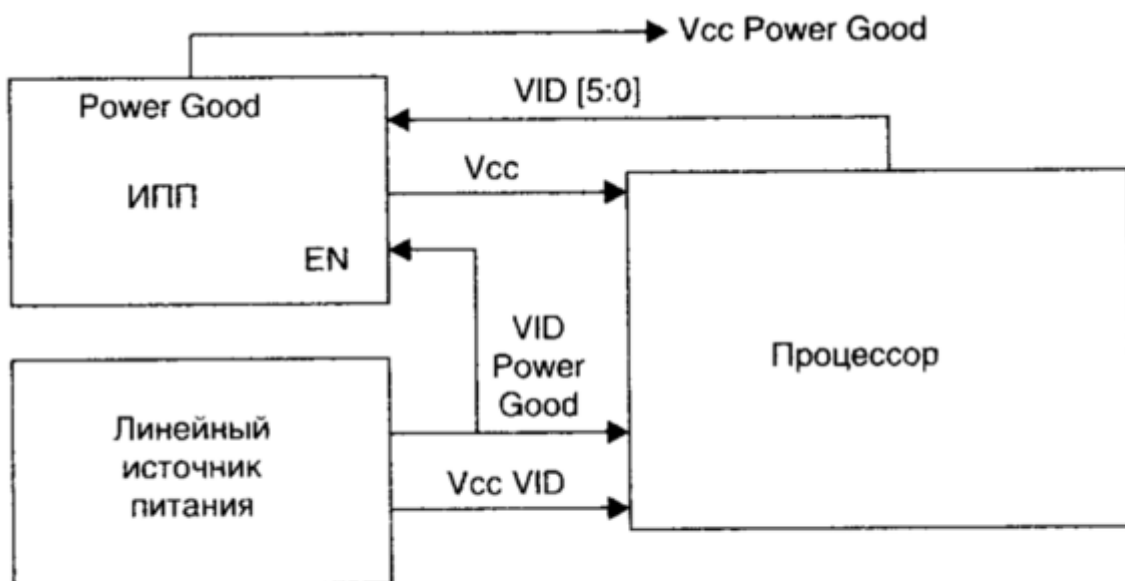 Vcc Power Good
Power Good
VID [5:0]
Vcc
ИПП
EN
VID
Power
Good
Процессор
Линейный
источник
питания
Vcc VID